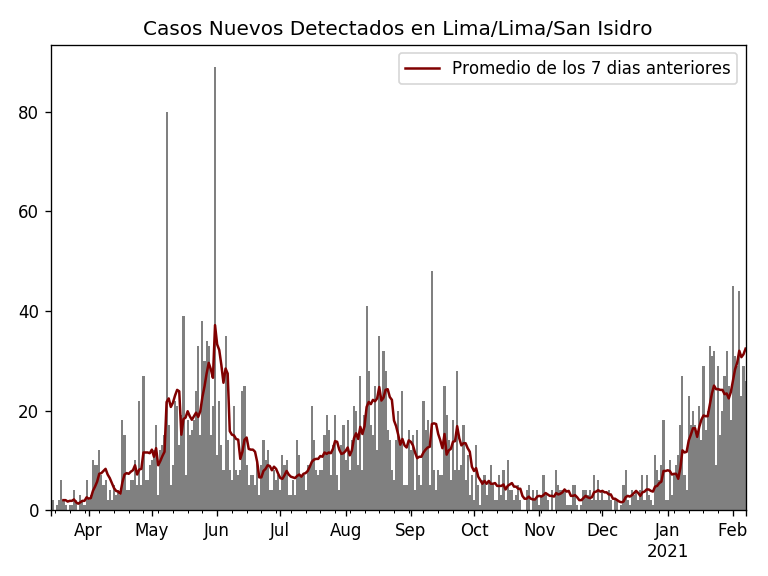 Casos Nuevos Detectados en Lima/Lima/San Isidro
Promedio de los 7 dias anteriores
80
60
40
20
0
Apr May Jun Jul Aug Sep Oct Nov Dec Jan Feb
2021